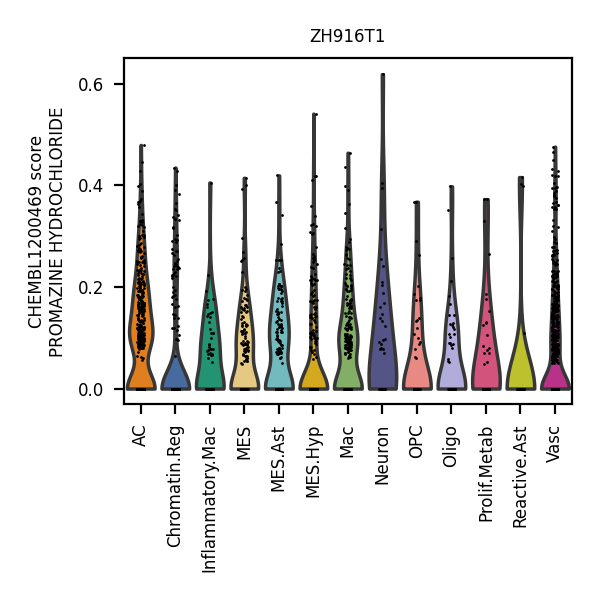 ZH916T1
CHEMBL1200469 score
PROMAZINE HYDROCHLORIDE
0.6
0.4
0.2
0.0
AC
Chromatin.Reg
Inflammatory.Mac
MES
MES.Ast
MES.Hyp
Mac
Neuron
OPC
Oligo
Prolif.Metab
Reactive.Ast
Vasc